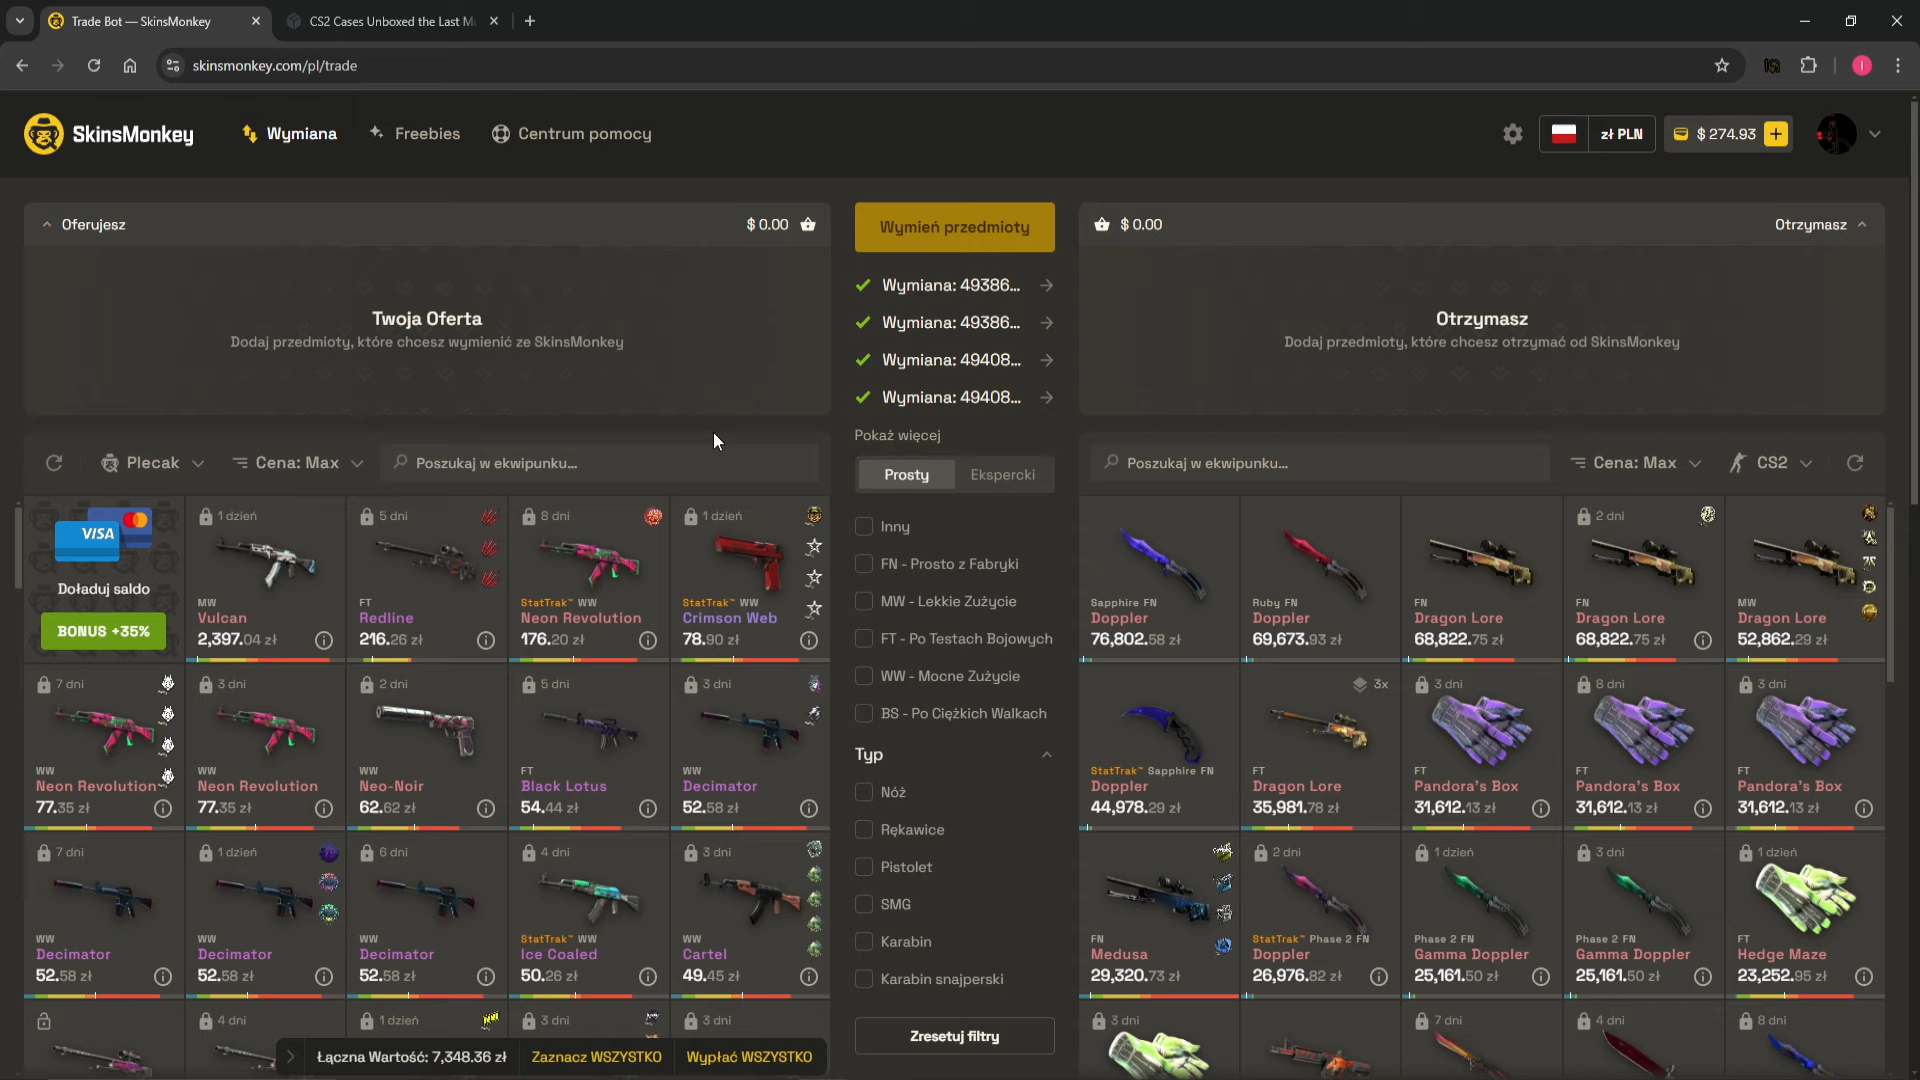 Trade Bot — SkinsMonkey
CS2 Cases Unboxed the Last M
skinsmonkey.com/pl/trade
SkinsMonkey
Wymiana
Freebies
Centrum pomocy
zł PLN
$ 274.93
Oferujesz
$ 0.00
Twoja Oferta
Dodaj przedmioty, które chcesz wymienić ze SkinsMonkey
Wymień przedmioty
Wymiana: 49386...
Wymiana: 49386...
Wymiana: 49408...
Wymiana: 49408...
Pokaż więcej
$ 0.00
Otrzymasz
Otrzymasz
Dodaj przedmioty, które chcesz otrzymać od SkinsMonkey
Plecak
Cena: Max
Poszukaj w ekwipunku...
VISA
Doładuj saldo
BONUS +35%
1 dzień
MW
Vulcan
2,397.04 zł
5 dni
FT
Redline
216.26 zł
8 dni
StatTrak™ WW
Neon Revolution
176.20 zł
1 dzień
StatTrak™ WW
Crimson Web
78.90 zł
7 dni
WW
Neon Revolution
77.35 zł
3 dni
WW
Neon Revolution
77.35 zł
2 dni
WW
Neo-Noir
62.62 zł
5 dni
FT
Black Lotus
54.44 zł
3 dni
WW
Decimator
52.58 zł
7 dni
WW
Decimator
52.58 zł
1 dzień
WW
Decimator
52.58 zł
6 dni
WW
Decimator
52.58 zł
4 dni
StatTrak™ WW
Ice Coaled
50.26 zł
3 dni
WW
Cartel
49.45 zł
4 dni
1 dzień
3 dni
3 dni
Łączna Wartość: 7,348.36 zł
Zaznacz WSZYSTKO
Wypłać WSZYSTKO
Prosty
Ekspercki
Inny
FN - Prosto z Fabryki
MW - Lekkie Zużycie
FT - Po Testach Bojowych
WW - Mocne Zużycie
BS - Po Ciężkich Walkach
Typ
Nóż
Rękawice
Pistolet
SMG
Karabin
Karabin snajperski
Zresetuj filtry
Poszukaj w ekwipunku...
Cena: Max
CS2
Sapphire FN
Doppler
76,802.58 zł
Ruby FN
Doppler
69,673.93 zł
FN
Dragon Lore
68,822.75 zł
2 dni
FN
Dragon Lore
68,822.75 zł
MW
Dragon Lore
52,862.29 zł
StatTrak™ Sapphire FN
Doppler
44,978.29 zł
3x
FT
Dragon Lore
35,981.78 zł
3 dni
FT
Pandora's Box
31,612.13 zł
8 dni
FT
Pandora's Box
31,612.13 zł
3 dni
FT
Pandora's Box
31,612.13 zł
FN
Medusa
29,320.73 zł
2 dni
StatTrak™ Phase 2 FN
Doppler
26,976.82 zł
1 dzień
Phase 2 FN
Gamma Doppler
25,161.50 zł
3 dni
Phase 2 FN
Gamma Doppler
25,161.50 zł
1 dzień
FT
Hedge Maze
23,252.95 zł
3 dni
7 dni
4 dni
8 dni